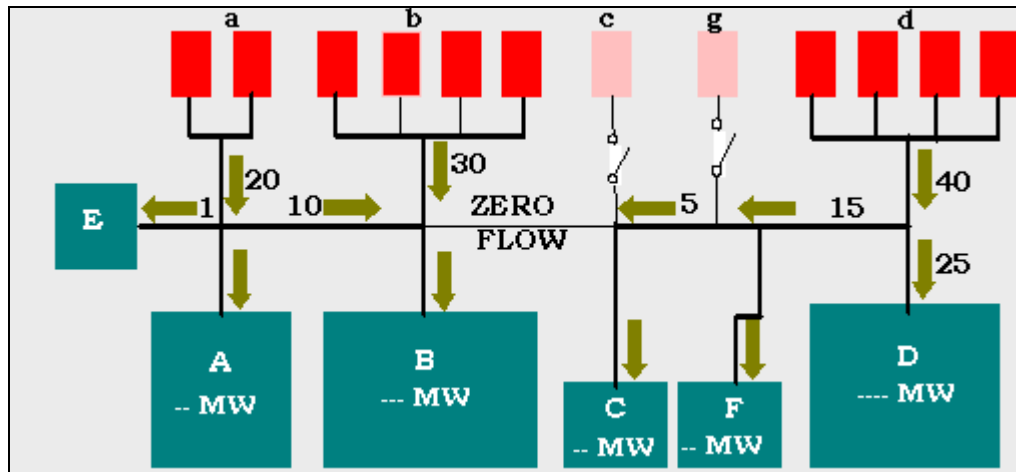 a b c g d
20 30 40
E 1 10 ZERO 5 15
FLOW
25
A B C F D
-- MW --- MW -- MW -- MW ---- MW